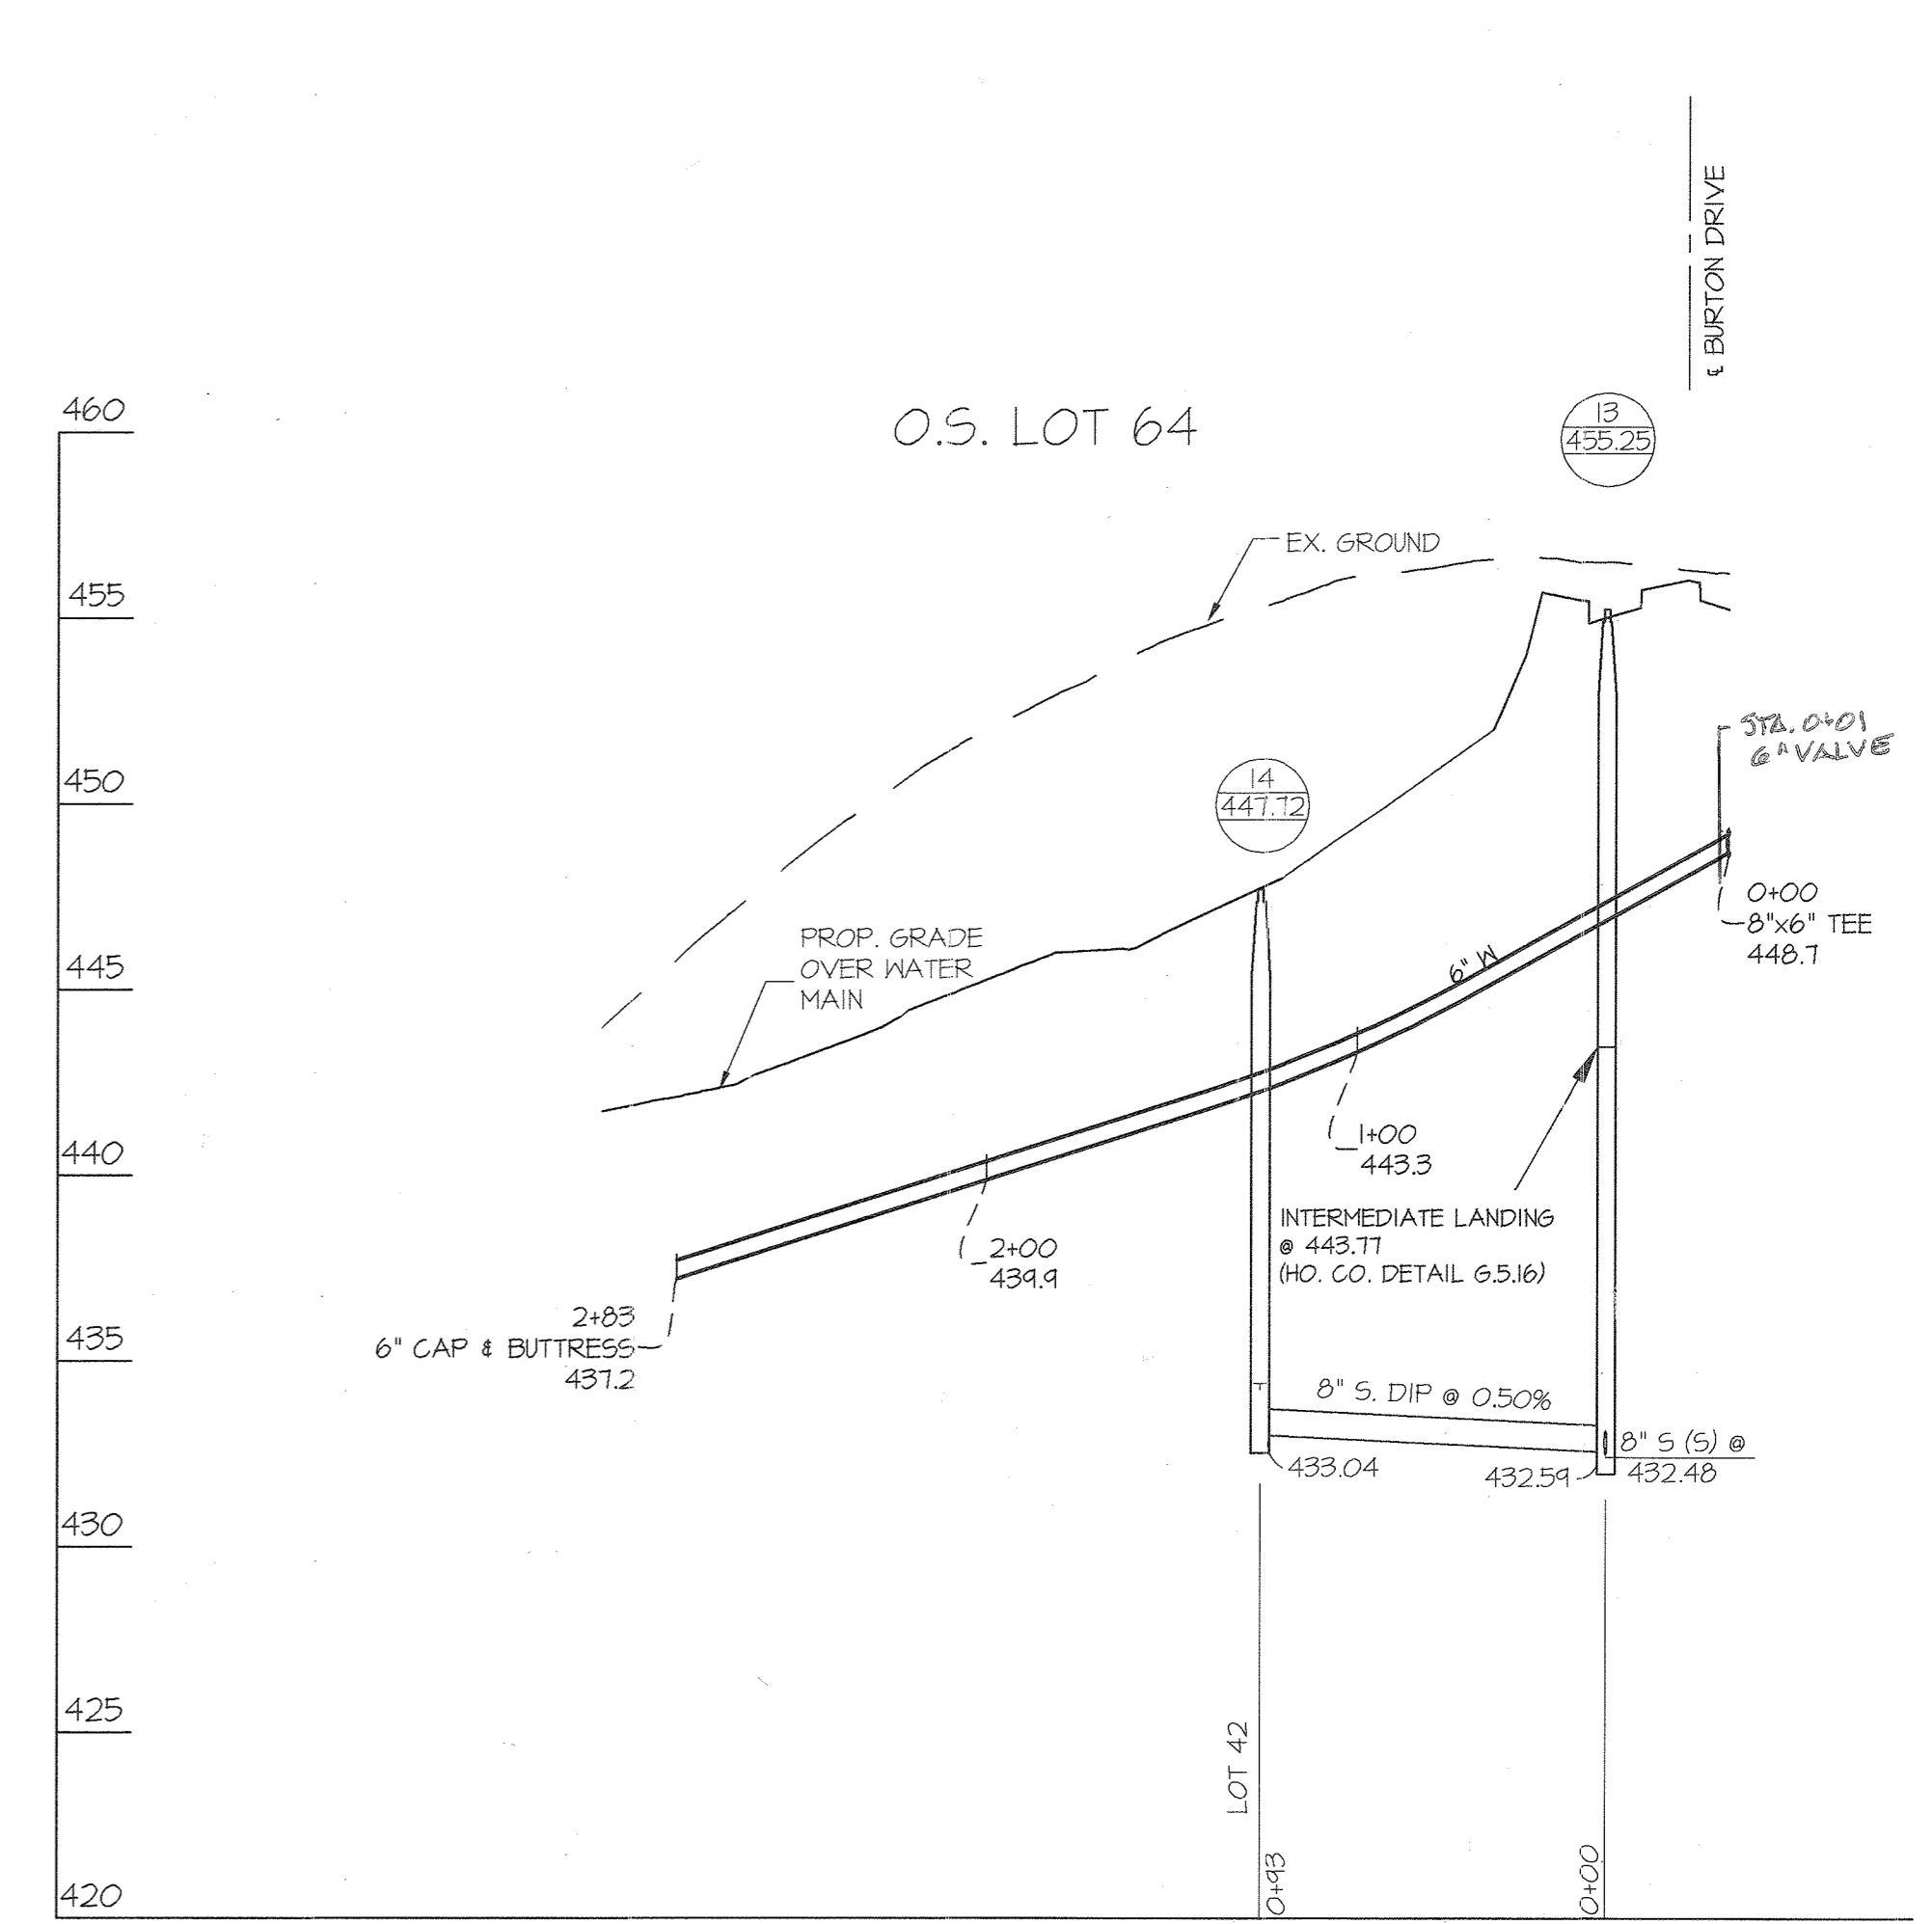 ℄ BURTON DRIVE
O.S. LOT 64
13
455.25
EX. GROUND
STA. 0+01
6" VALVE
14
447.72
0+00
8"x6" TEE
448.7
PROP. GRADE
OVER WATER
MAIN
6" W
1+00
443.3
INTERMEDIATE LANDING
@ 443.77
(HO. CO. DETAIL G.5.16)
2+00
439.9
2+83
6" CAP & BUTTRESS
437.2
8" S. DIP @ 0.50%
8" S (S) @
432.48
433.04
432.59
LOT 42
0+93
0+00
460
455
450
445
440
435
430
425
420